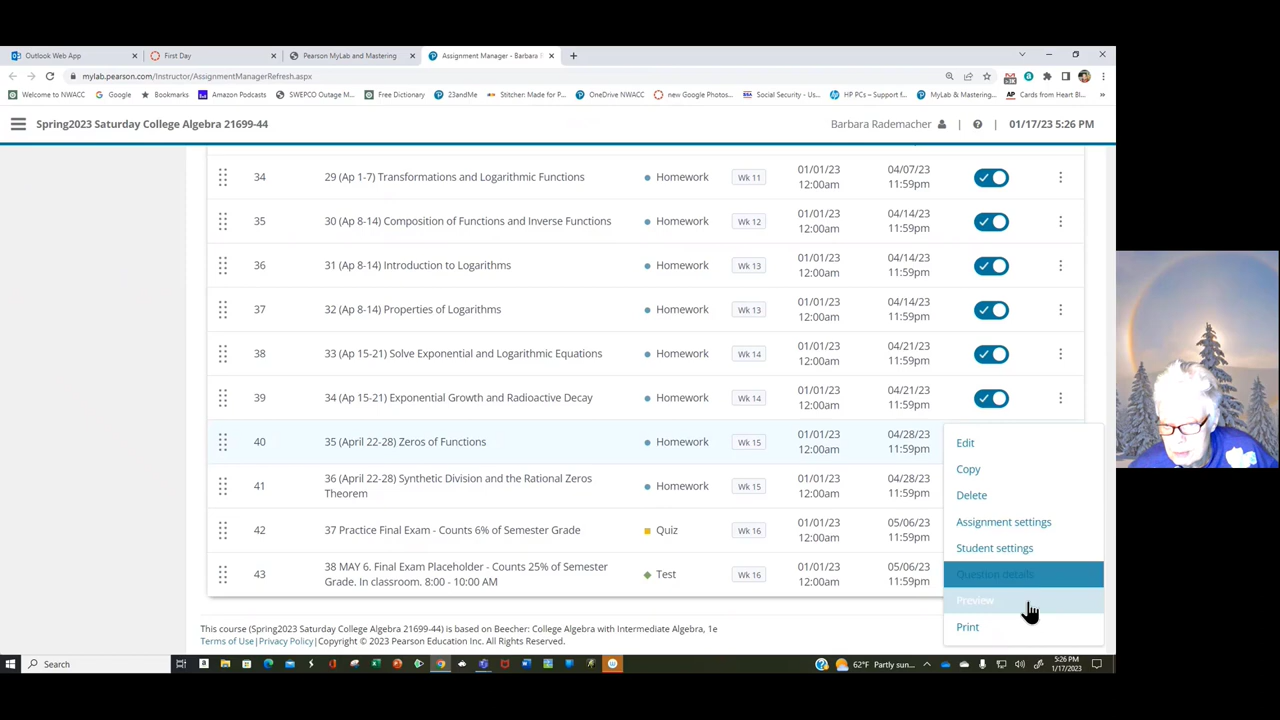 Outlook Web App
First Day
Pearson MyLab and Mastering
Assignment Manager - Barbara
mylab.pearson.com/Instructor/AssignmentManagerRefresh.aspx
Welcome to NWACC
Google
Bookmarks
Amazon Podcasts
SWEPCO Outage M...
Free Dictionary
23andMe
Stitcher: Made for P...
OneDrive NWACC
new Google Photos...
Social Security - Us...
HP PCs – Support f...
MyLab & Mastering...
Cards from Heart Bl...
Spring2023 Saturday College Algebra 21699-44
Barbara Rademacher
01/17/23 5:26 PM
34 29 (Ap 1-7) Transformations and Logarithmic Functions Homework Wk 11 01/01/23 04/07/23
12:00am 11:59pm
35 30 (Ap 8-14) Composition of Functions and Inverse Functions Homework Wk 12 01/01/23 04/14/23
12:00am 11:59pm
36 31 (Ap 8-14) Introduction to Logarithms Homework Wk 13 01/01/23 04/14/23
12:00am 11:59pm
37 32 (Ap 8-14) Properties of Logarithms Homework Wk 13 01/01/23 04/14/23
12:00am 11:59pm
38 33 (Ap 15-21) Solve Exponential and Logarithmic Equations Homework Wk 14 01/01/23 04/21/23
12:00am 11:59pm
39 34 (Ap 15-21) Exponential Growth and Radioactive Decay Homework Wk 14 01/01/23 04/21/23
12:00am 11:59pm
40 35 (April 22-28) Zeros of Functions Homework Wk 15 01/01/23 04/28/23
12:00am 11:59pm
41 36 (April 22-28) Synthetic Division and the Rational Zeros Homework Wk 15 01/01/23 04/28/23
Theorem 12:00am 11:59pm
42 37 Practice Final Exam - Counts 6% of Semester Grade Quiz Wk 16 01/01/23 05/06/23
12:00am 11:59pm
43 38 MAY 6. Final Exam Placeholder - Counts 25% of Semester Test Wk 16 01/01/23 05/06/23
Grade. In classroom. 8:00 - 10:00 AM 12:00am 11:59pm
Edit
Copy
Delete
Assignment settings
Student settings
Question details
Preview
Print
This course (Spring2023 Saturday College Algebra 21699-44) is based on Beecher: College Algebra with Intermediate Algebra, 1e
Terms of Use|Privacy Policy|Copyright © 2023 Pearson Education Inc. All Rights Reserved.
Search
62°F Partly sun...
5:26 PM
1/17/2023